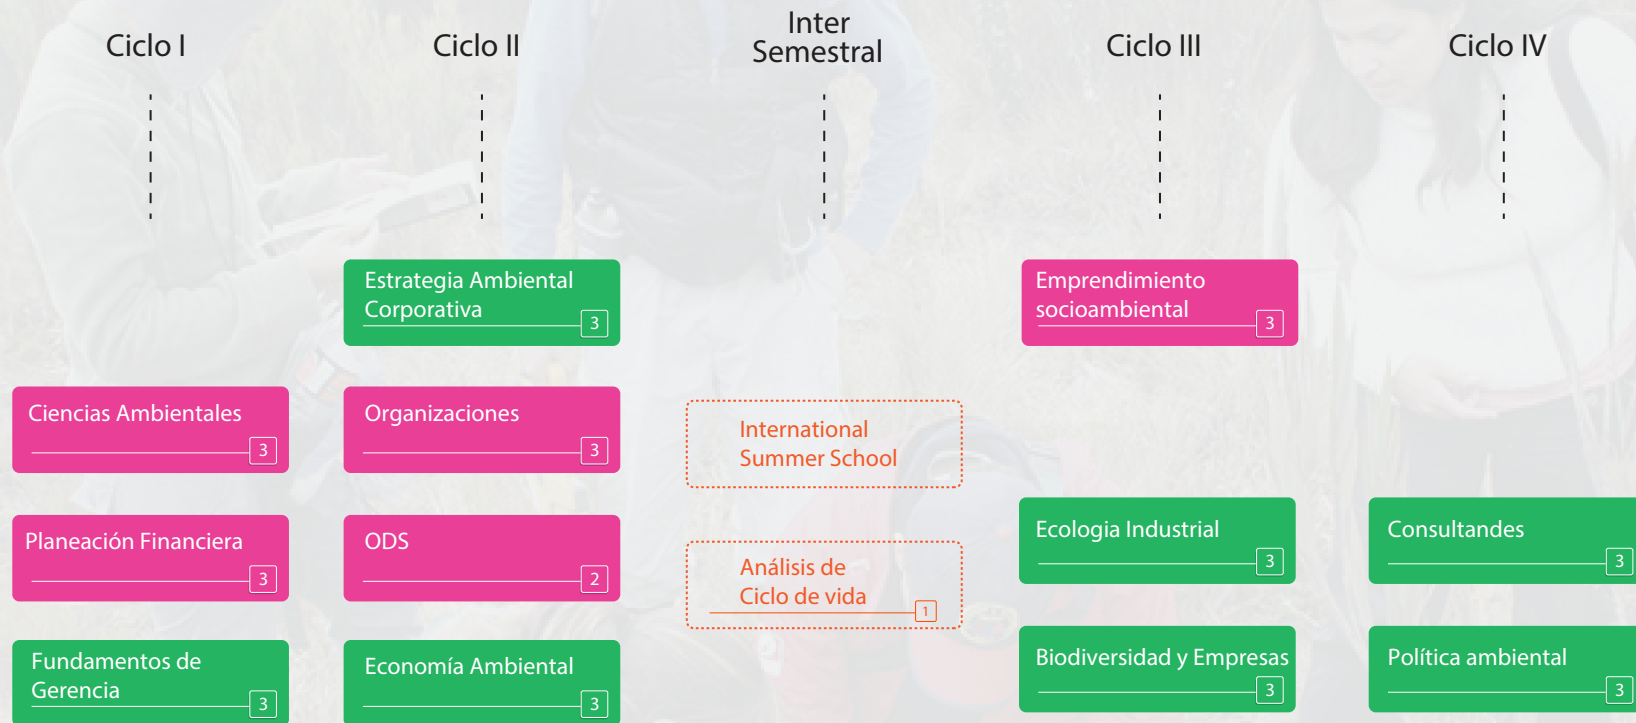 Ciclo I
Ciclo II
Inter
Semestral
Ciclo III
Ciclo IV
Estrategia Ambiental
Corporativa
3
Emprendimiento
socioambiental
3
Ciencias Ambientales
3
Organizaciones
3
International
Summer School
Planeación Financiera
3
ODS
2
Análisis de
Ciclo de vida
1
Ecologia Industrial
3
Consultandes
3
Fundamentos de
Gerencia
3
Economía Ambiental
3
Biodiversidad y Empresas
3
Política ambiental
3